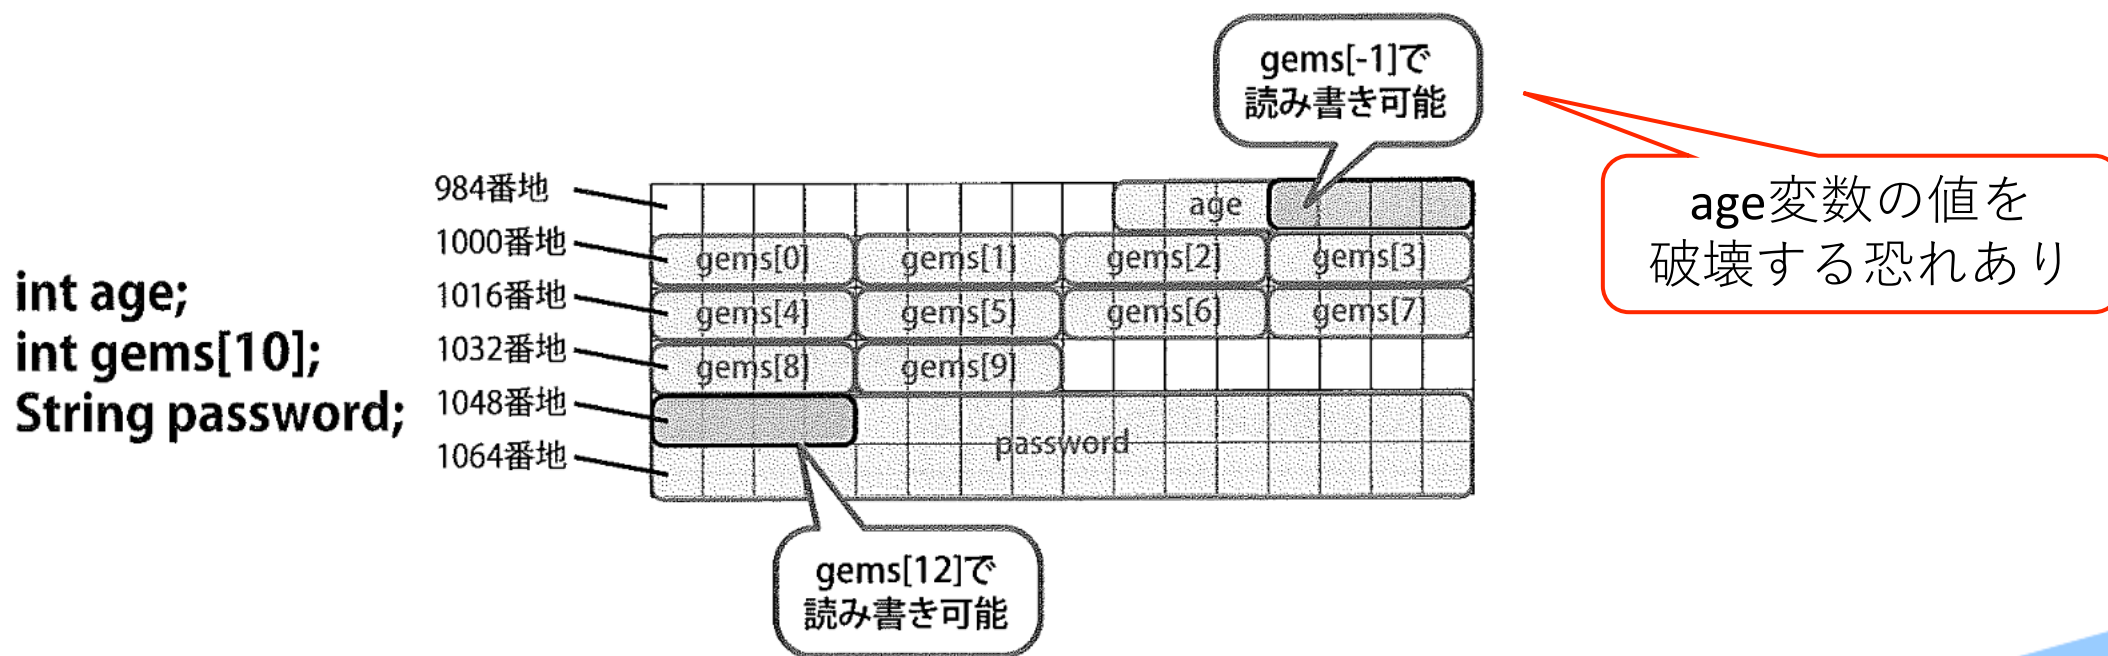 gems[-1]で
読み書き可能
age変数の値を
破壊する恐れあり
int age;
int gems[10];
String password;
984番地
1000番地
1016番地
1032番地
1048番地
1064番地
age
gems[0] gems[1] gems[2] gems[3]
gems[4] gems[5] gems[6] gems[7]
gems[8] gems[9]
password
gems[12]で
読み書き可能